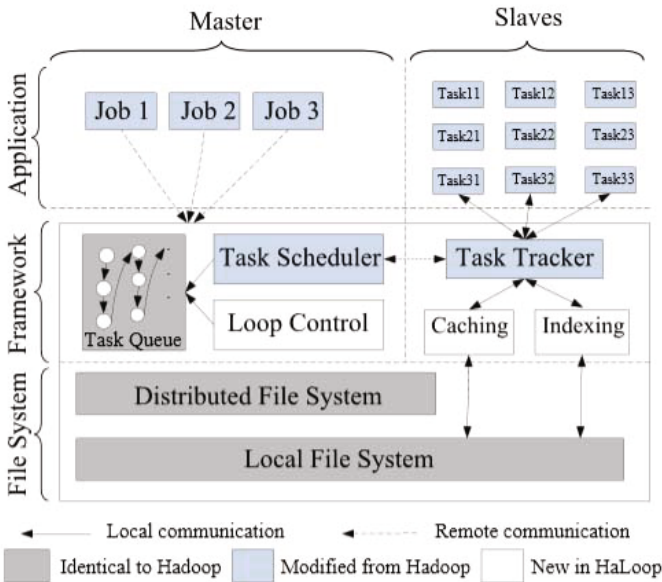 Master
Slaves
Application
Job 1
Job 2
Job 3
Task11
Task12
Task13
Task21
Task22
Task23
Task31
Task32
Task33
Framework
Task Queue
Task Scheduler
Loop Control
Task Tracker
Caching
Indexing
File System
Distributed File System
Local File System
Local communication
Remote communication
Identical to Hadoop
Modified from Hadoop
New in HaLoop